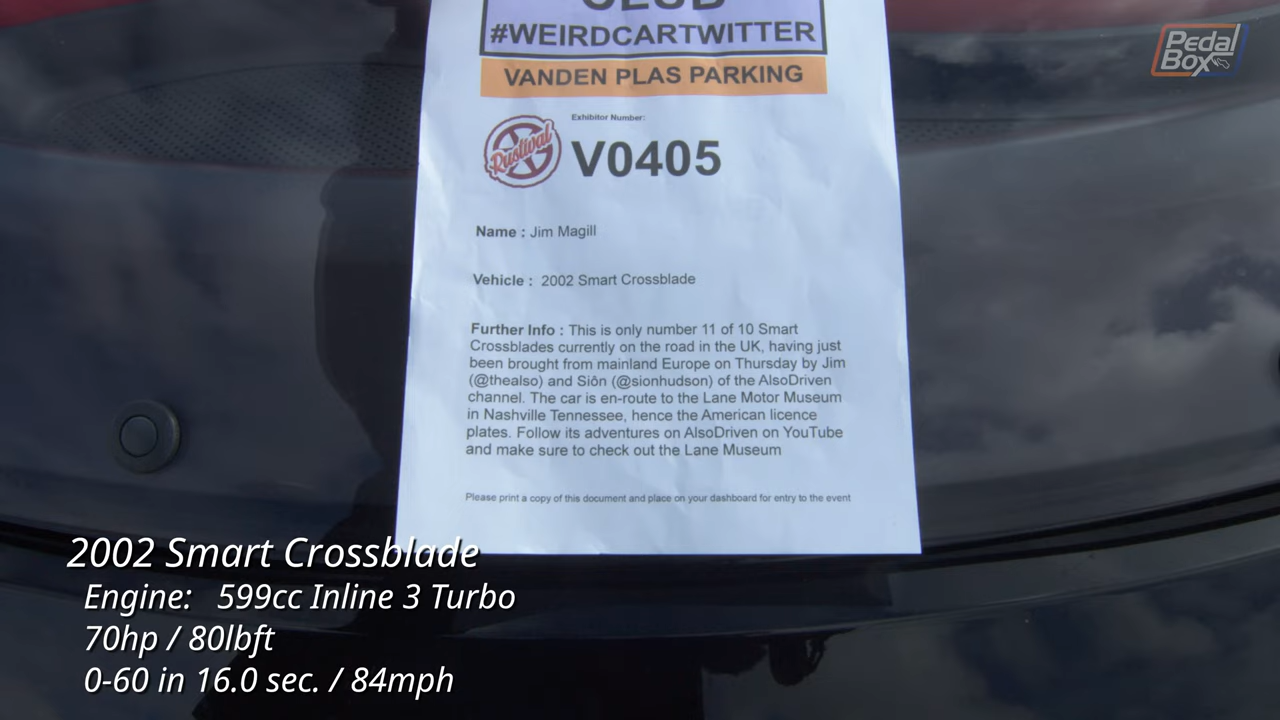 CLUB
#WEIRDCARTWITTER
Pedal
Box
VANDEN PLAS PARKING
Exhibitor Number:
Rustival
V0405
Name : Jim Magill
Vehicle : 2002 Smart Crossblade
Further Info : This is only number 11 of 10 Smart
Crossblades currently on the road in the UK, having just
been brought from mainland Europe on Thursday by Jim
(@thealso) and Siôn (@sionhudson) of the AlsoDriven
channel. The car is en-route to the Lane Motor Museum
in Nashville Tennessee, hence the American licence
plates. Follow its adventures on AlsoDriven on YouTube
and make sure to check out the Lane Museum
Please print a copy of this document and place on your dashboard for entry to the event
2002 Smart Crossblade
Engine: 599cc Inline 3 Turbo
70hp / 80lbft
0-60 in 16.0 sec. / 84mph